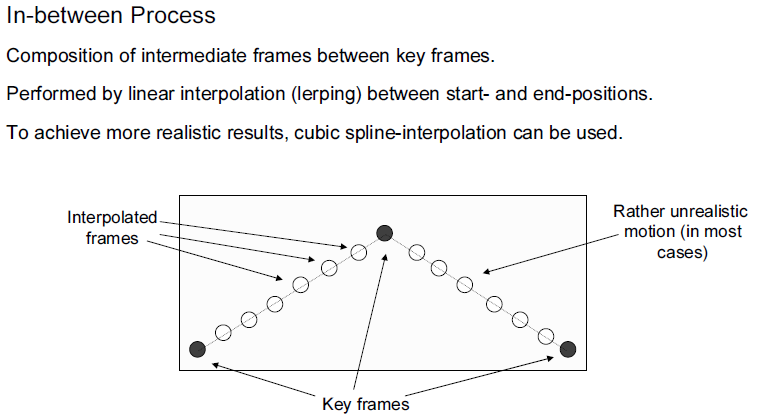 In-between Process
Composition of intermediate frames between key frames.
Performed by linear interpolation (lerping) between start- and end-positions.
To achieve more realistic results, cubic spline-interpolation can be used.
Interpolated
frames
Rather unrealistic
motion (in most
cases)
Key frames